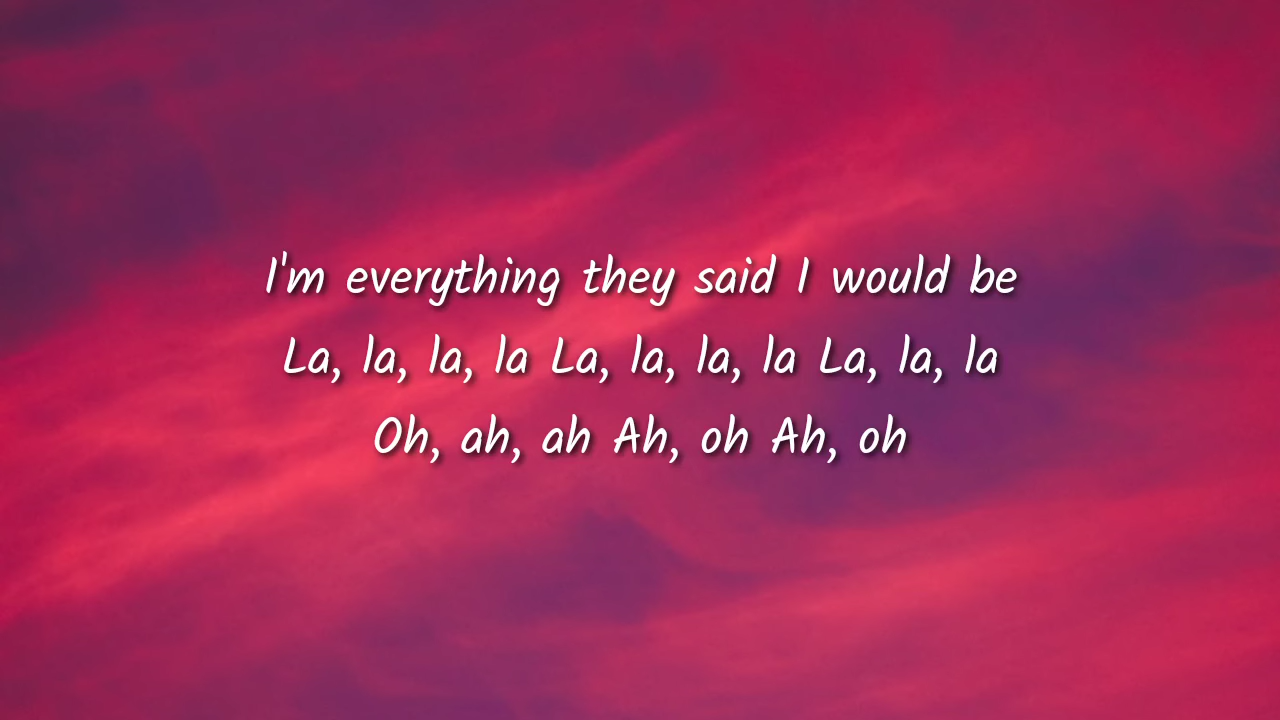 I'm everything they said I would be
La, la, la, la La, la, la, la La, la, la
Oh, ah, ah Ah, oh Ah, oh